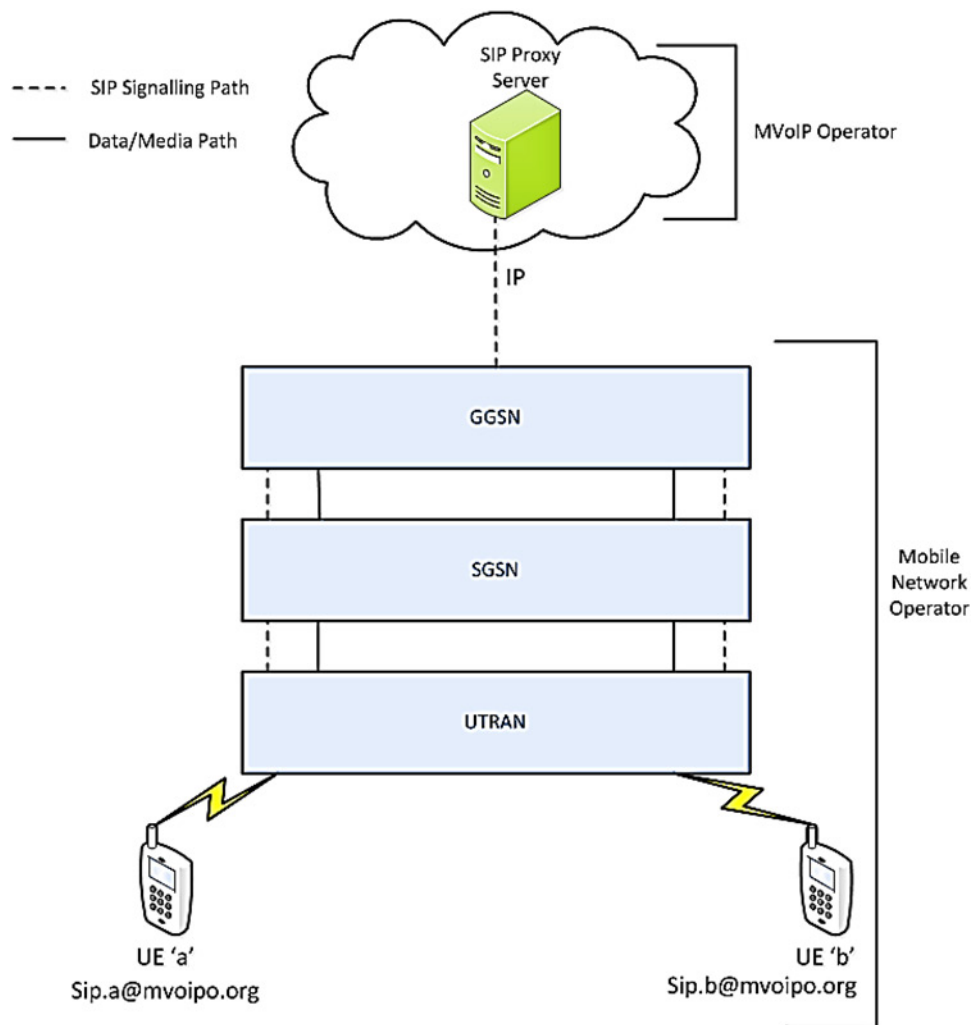 SIP Proxy
Server
SIP Signalling Path
Data/Media Path
MVoIP Operator
IP
GGSN
SGSN
Mobile
Network
Operator
UTRAN
UE ‘a’
Sip.a@mvoipo.org
UE ‘b’
Sip.b@mvoipo.org